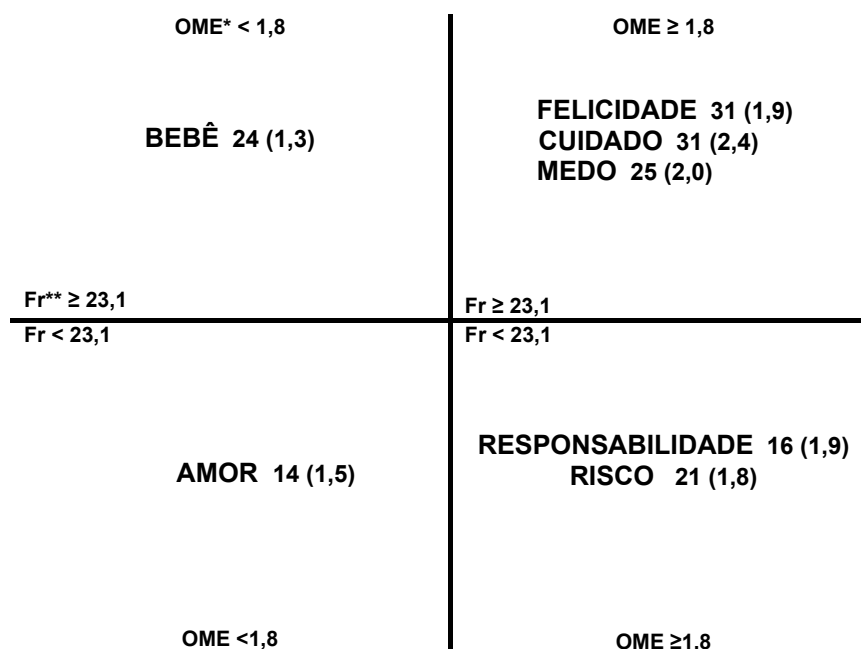 OME* < 1,8
OME ≥ 1,8
BEBÊ 24 (1,3)
FELICIDADE 31 (1,9)
CUIDADO 31 (2,4)
MEDO 25 (2,0)
Fr** ≥ 23,1
Fr ≥ 23,1
Fr < 23,1
Fr < 23,1
AMOR 14 (1,5)
RESPONSABILIDADE 16 (1,9)
RISCO 21 (1,8)
OME <1,8
OME ≥1,8